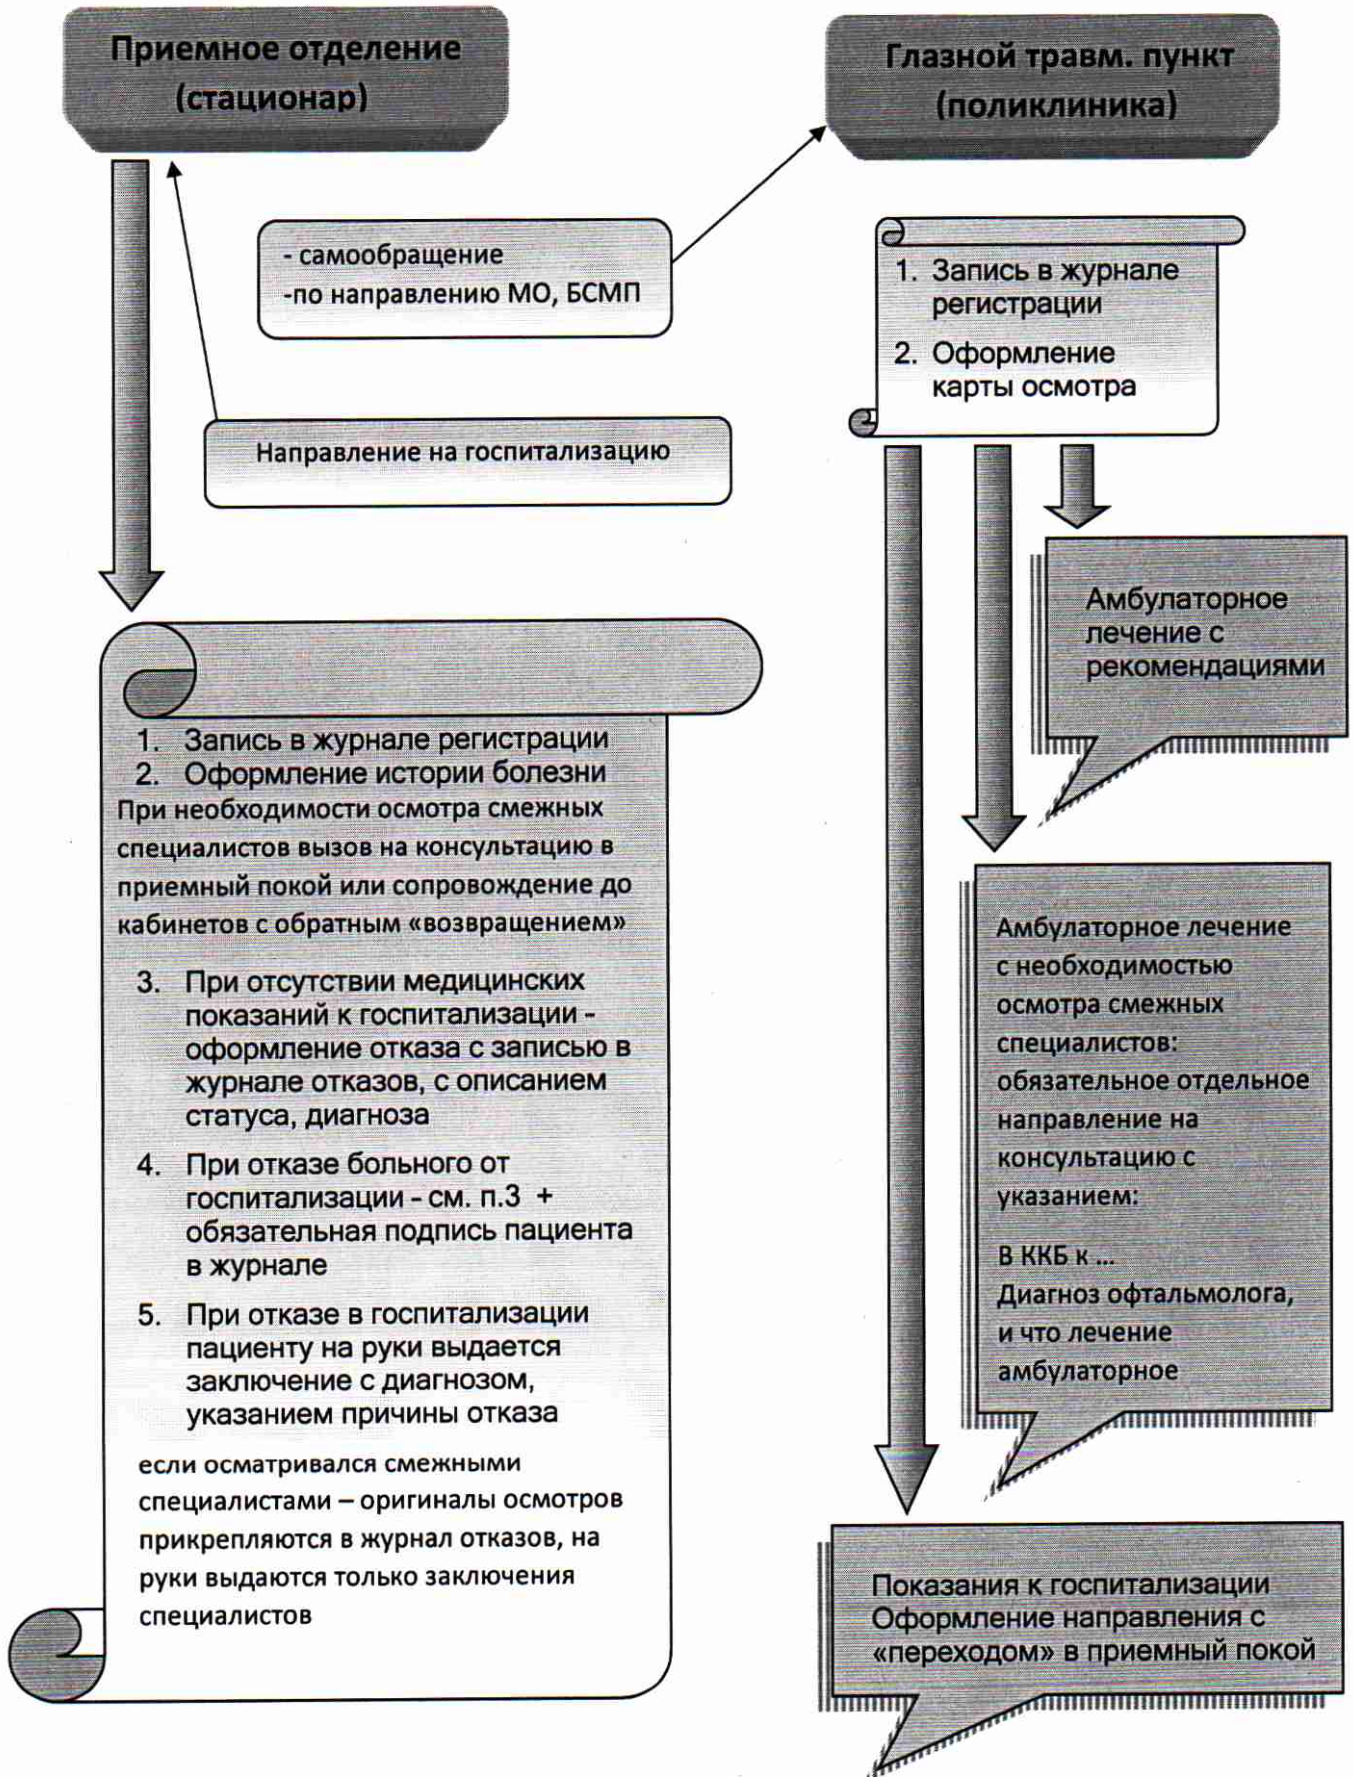 Приемное отделение
(стационар)
Глазной травм. пункт
(поликлиника)
- самообращение
-по направлению МО, БСМП
Направление на госпитализацию
1. Запись в журнале
регистрации
2. Оформление
карты осмотра
Амбулаторное
лечение с
рекомендациями
1. Запись в журнале регистрации
2. Оформление истории болезни
При необходимости осмотра смежных
специалистов вызов на консультацию в
приемный покой или сопровождение до
кабинетов с обратным «возвращением»
3. При отсутствии медицинских
показаний к госпитализации -
оформление отказа с записью в
журнале отказов, с описанием
статуса, диагноза
4. При отказе больного от
госпитализации - см. п.3 +
обязательная подпись пациента
в журнале
5. При отказе в госпитализации
пациенту на руки выдается
заключение с диагнозом,
указанием причины отказа
если осматривался смежными
специалистами – оригиналы осмотров
прикрепляются в журнал отказов, на
руки выдаются только заключения
специалистов
Амбулаторное лечение
с необходимостью
осмотра смежных
специалистов:
обязательное отдельное
направление на
консультацию с
указанием:
В ККБ к ...
Диагноз офтальмолога,
и что лечение
амбулаторное
Показания к госпитализации
Оформление направления с
«переходом» в приемный покой